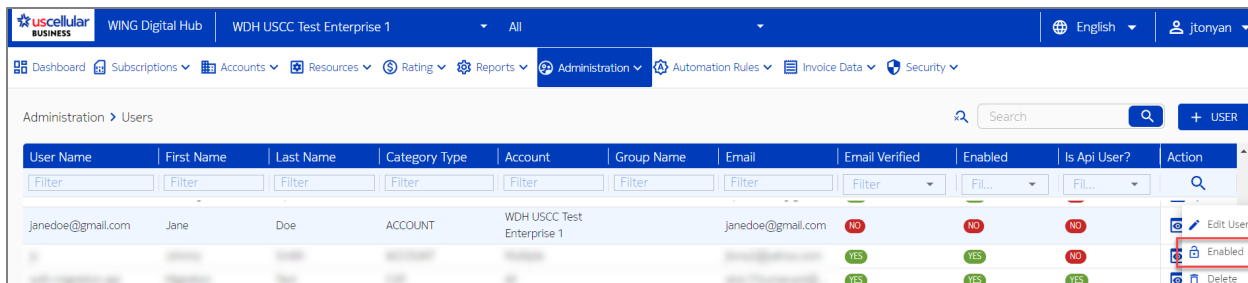 uscellular BUSINESS WING Digital Hub WDH USCC Test Enterprise 1 All English jtonyan
Dashboard Subscriptions Accounts Resources Rating Reports Administration Automation Rules Invoice Data Security
Administration > Users Search + USER
User Name First Name Last Name Category Type Account Group Name Email Email Verified Enabled Is Api User? Action
Filter Filter Filter Filter Filter Filter Filter Filter Fil... Fil...
janedoe@gmail.com Jane Doe ACCOUNT WDH USCC Test Enterprise 1 janedoe@gmail.com NO NO NO Edit User
YES YES NO Enabled
YES YES YES Delete